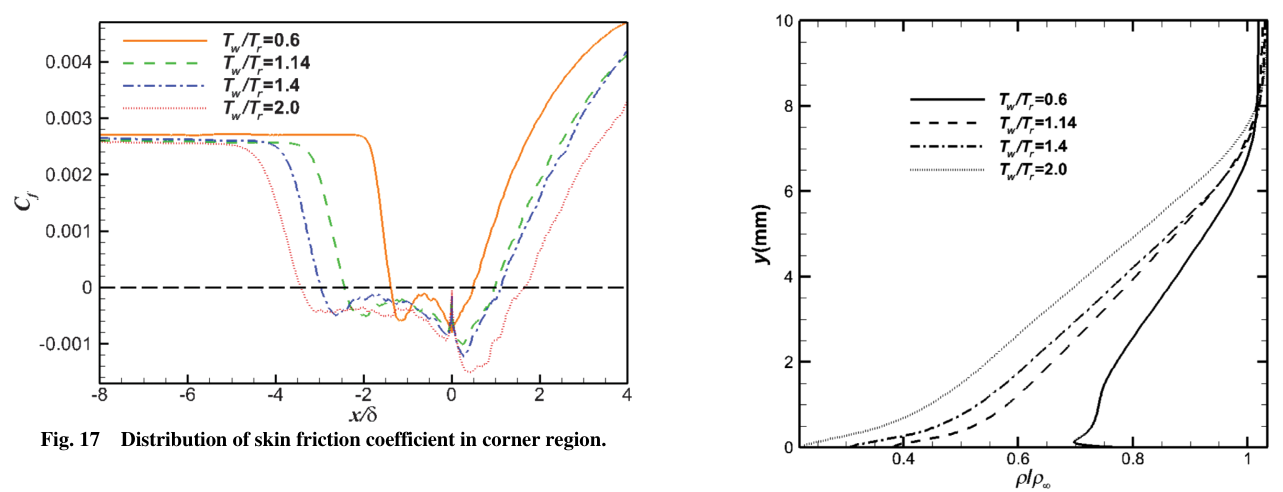 T_w/T_r=0.6
T_w/T_r=1.14
T_w/T_r=1.4
T_w/T_r=2.0
0.004
0.003
0.002
0.001
0
-0.001
C_f
-8 -6 -4 -2 0 2 4
x/δ
Fig. 17 Distribution of skin friction coefficient in corner region.
10
8
6
4
2
0
y(mm)
T_w/T_r=0.6
T_w/T_r=1.14
T_w/T_r=1.4
T_w/T_r=2.0
0.4 0.6 0.8 1
ρ/ρ_∞